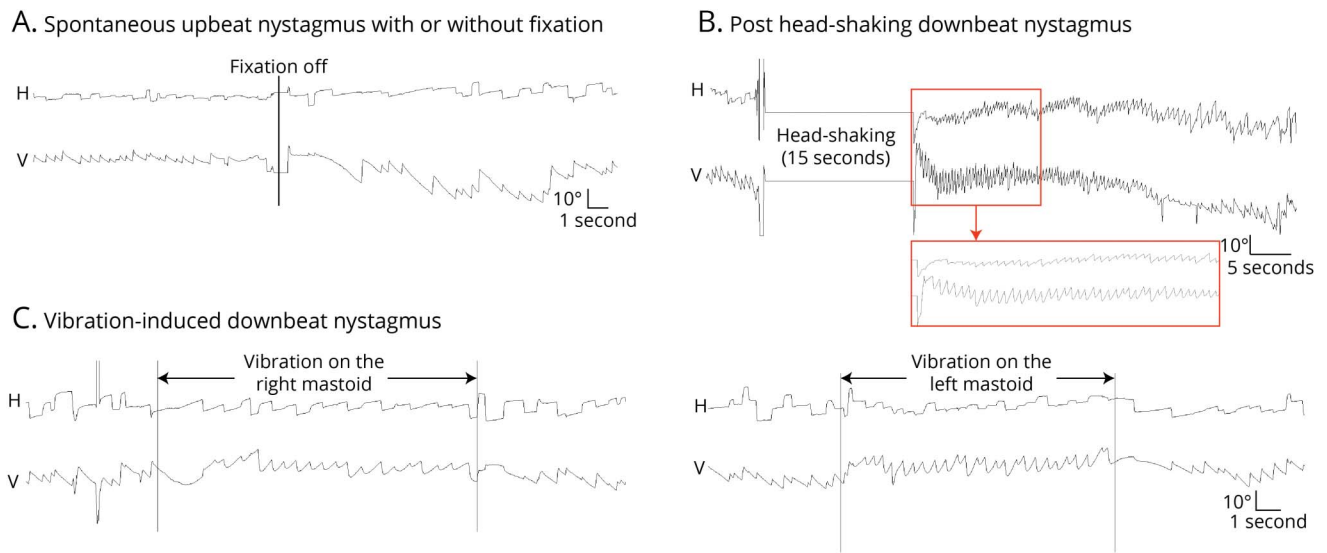 A. Spontaneous upbeat nystagmus with or without fixation
Fixation off
H
V
10°
1 second
B. Post head-shaking downbeat nystagmus
H
Head-shaking
(15 seconds)
V
10°
5 seconds
C. Vibration-induced downbeat nystagmus
Vibration on the
right mastoid
H
V
Vibration on the
left mastoid
H
V
10°
1 second